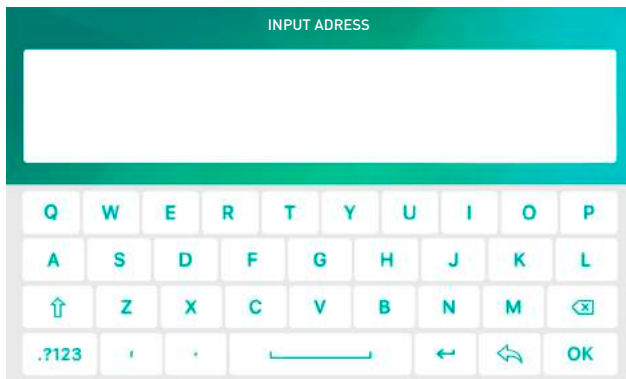 INPUT ADRESS
Q W E R T Y U I O P
A S D F G H J K L
Z X C V B N M
.?123 , . OK